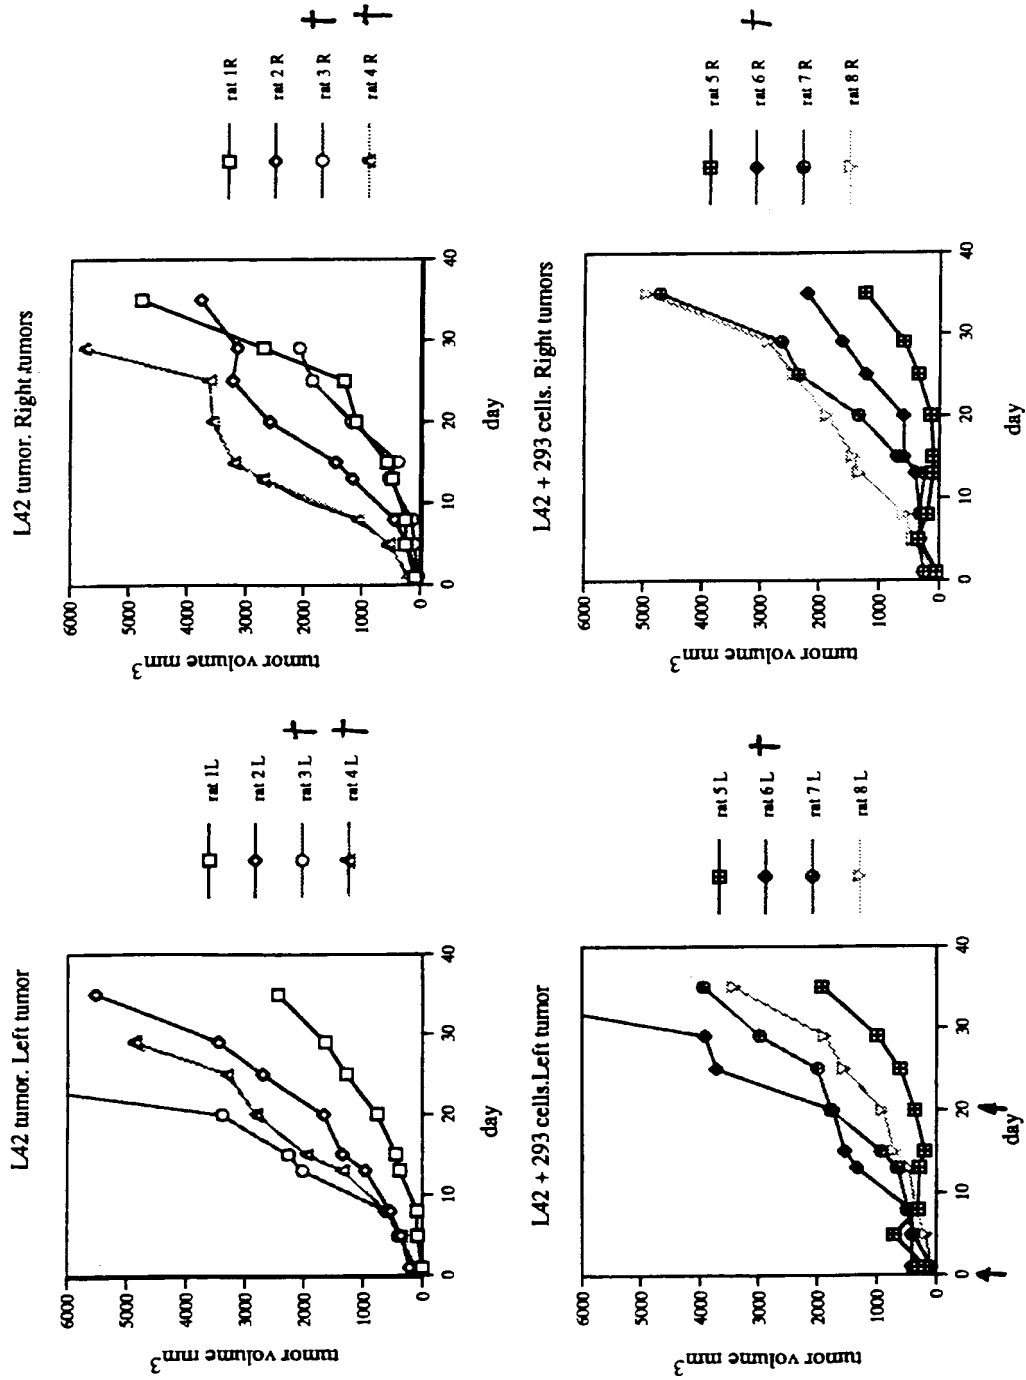 L42 tumor. Left tumor
tumor volume mm3
6000
5000
4000
3000
2000
1000
0
0
10
20
30
40
day
rat 1L
rat 2 L
rat 3 L †
rat 4 L †
L42 tumor. Right tumors
tumor volume mm3
6000
5000
4000
3000
2000
1000
0
0
10
20
30
40
day
rat 1R
rat 2 R
rat 3 R †
rat 4 R †
L42 + 293 cells.Left tumor
tumor volume mm3
6000
5000
4000
3000
2000
1000
0
0
10
20
30
40
day
rat 5 L
rat 6 L †
rat 7 L
rat 8 L
L42 + 293 cells. Right tumors
tumor volume mm3
6000
5000
4000
3000
2000
1000
0
0
10
20
30
40
day
rat 5 R
rat 6 R †
rat 7 R
rat 8 R